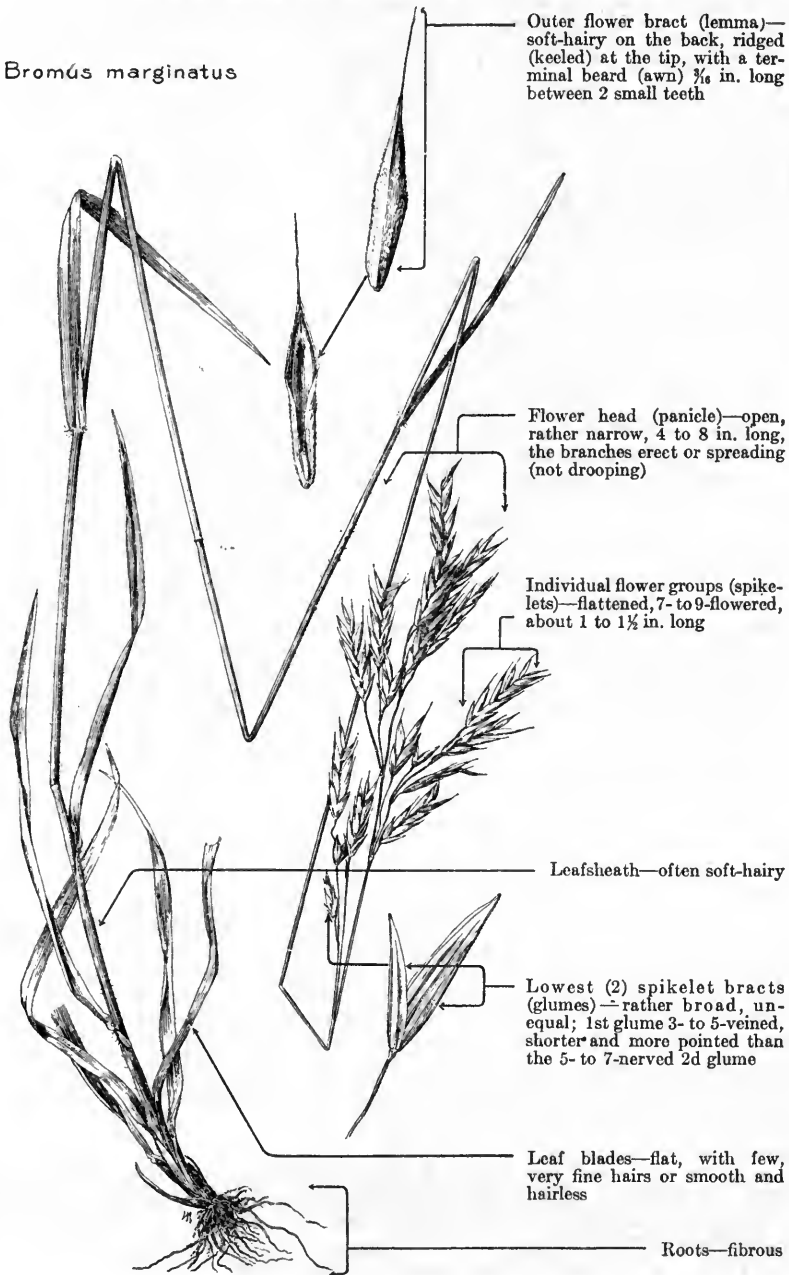 Bromus marginatus
Outer flower bract (lemma)—
soft-hairy on the back, ridged
(keeled) at the tip, with a ter-
minal beard (awn) 3/16 in. long
between 2 small teeth
Flower head (panicle)—open,
rather narrow, 4 to 8 in. long,
the branches erect or spreading
(not drooping)
Individual flower groups (spike-
lets)—flattened, 7- to 9-flowered,
about 1 to 1½ in. long
Leafsheath—often soft-hairy
Lowest (2) spikelet bracts
(glumes)—rather broad, un-
equal; 1st glume 3- to 5-veined,
shorter and more pointed than
the 5- to 7-nerved 2d glume
Leaf blades—flat, with few,
very fine hairs or smooth and
hairless
Roots—fibrous